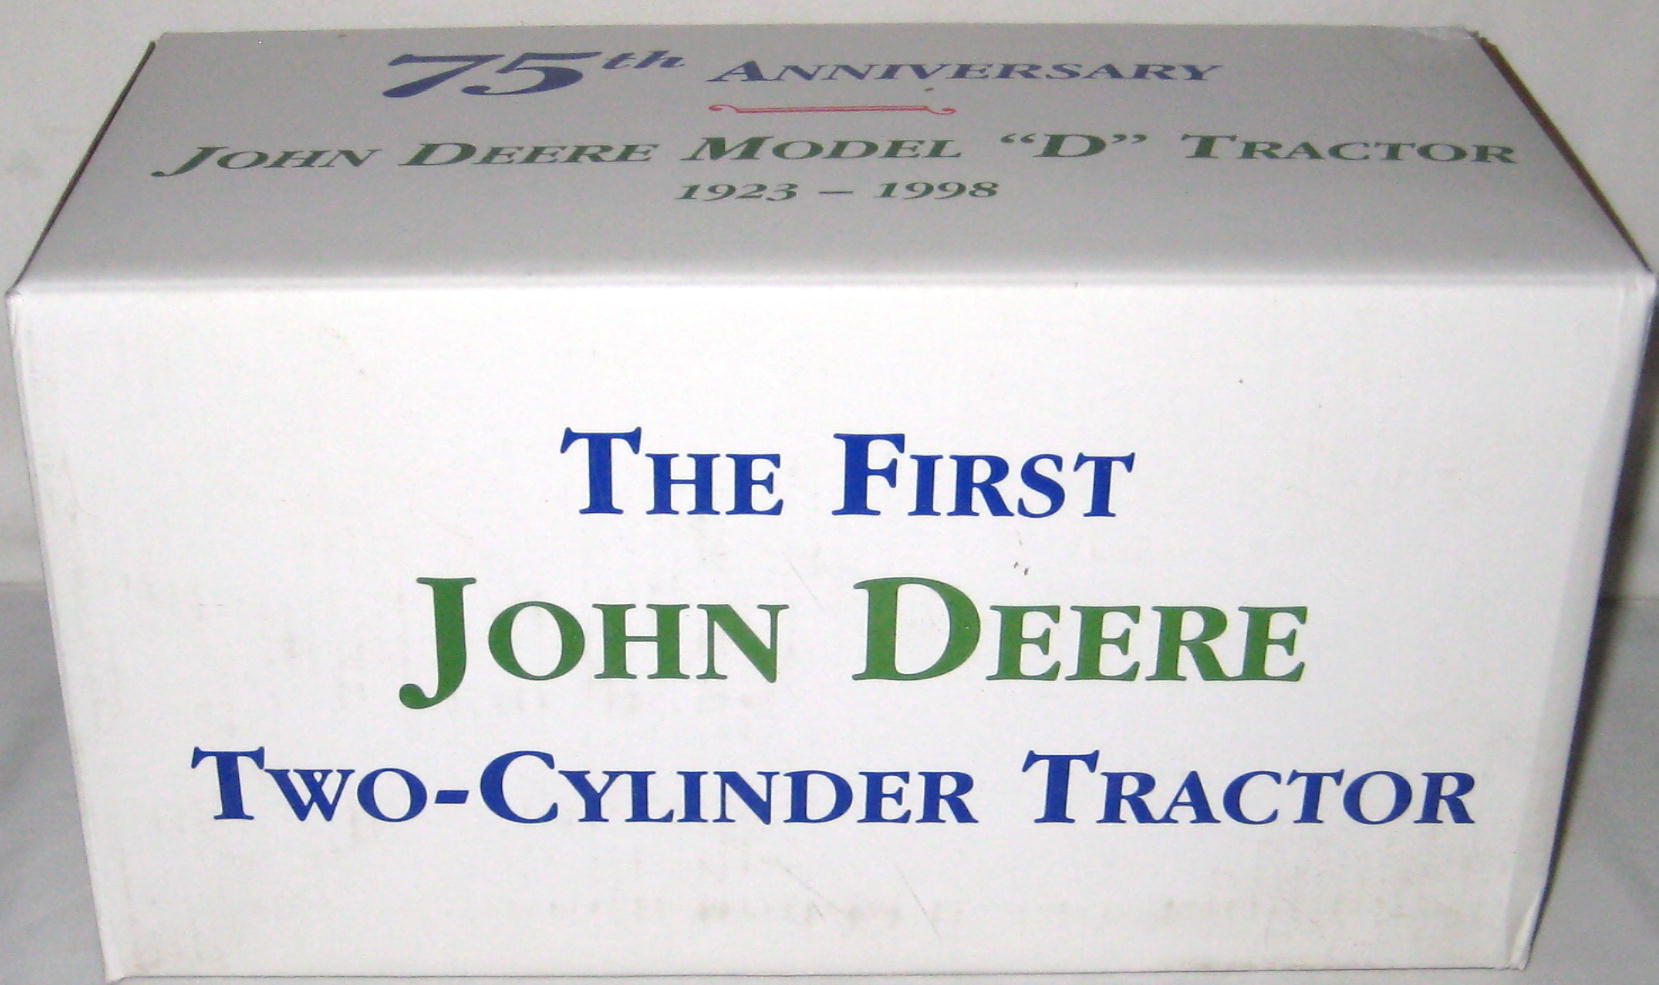 75th Anniversary
John Deere Model “D” Tractor
1923 – 1998
The First
John Deere
Two-Cylinder Tractor